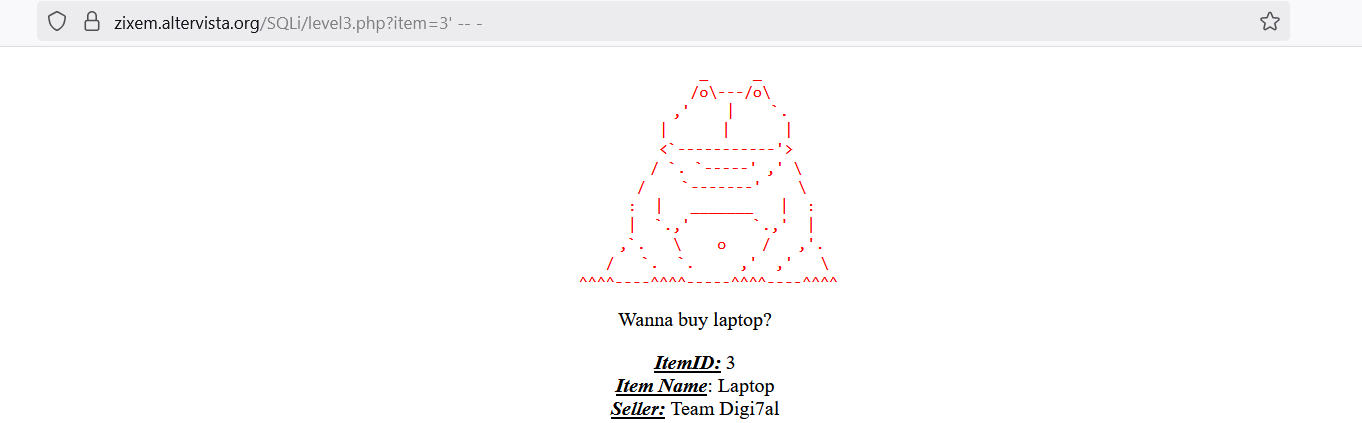 zixem.altervista.org/SQLi/level3.php?item=3' -- -
Wanna buy laptop?
ItemID: 3
Item Name: Laptop
Seller: Team Digi7al